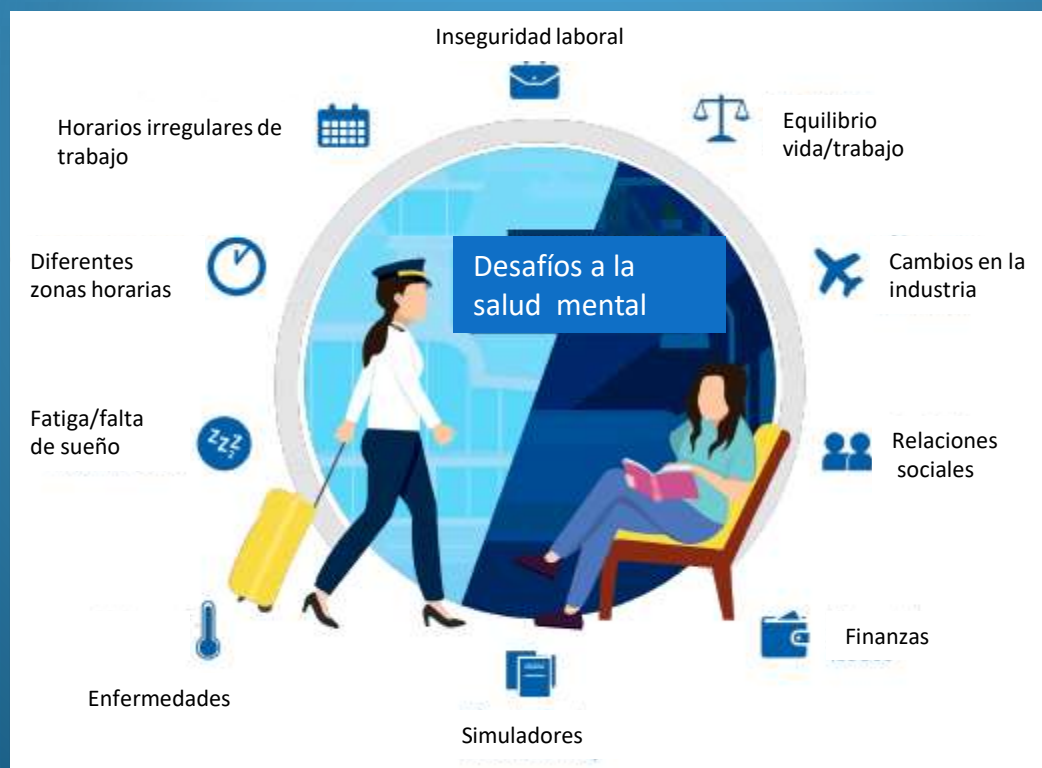 Inseguridad laboral
Horarios irregulares de
trabajo
Equilibrio
vida/trabajo
Desafíos a la
salud mental
Diferentes
zonas horarias
Cambios en la
industria
Fatiga/falta
de sueño
zzz
Relaciones
sociales
Finanzas
Enfermedades
Simuladores